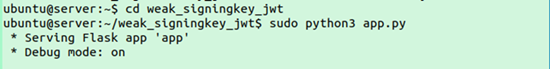 ubuntu@server:~$ cd weak_signingkey_jwt
ubuntu@server:~/weak_signingkey_jwt$ sudo python3 app.py
 * Serving Flask app 'app'
 * Debug mode: on